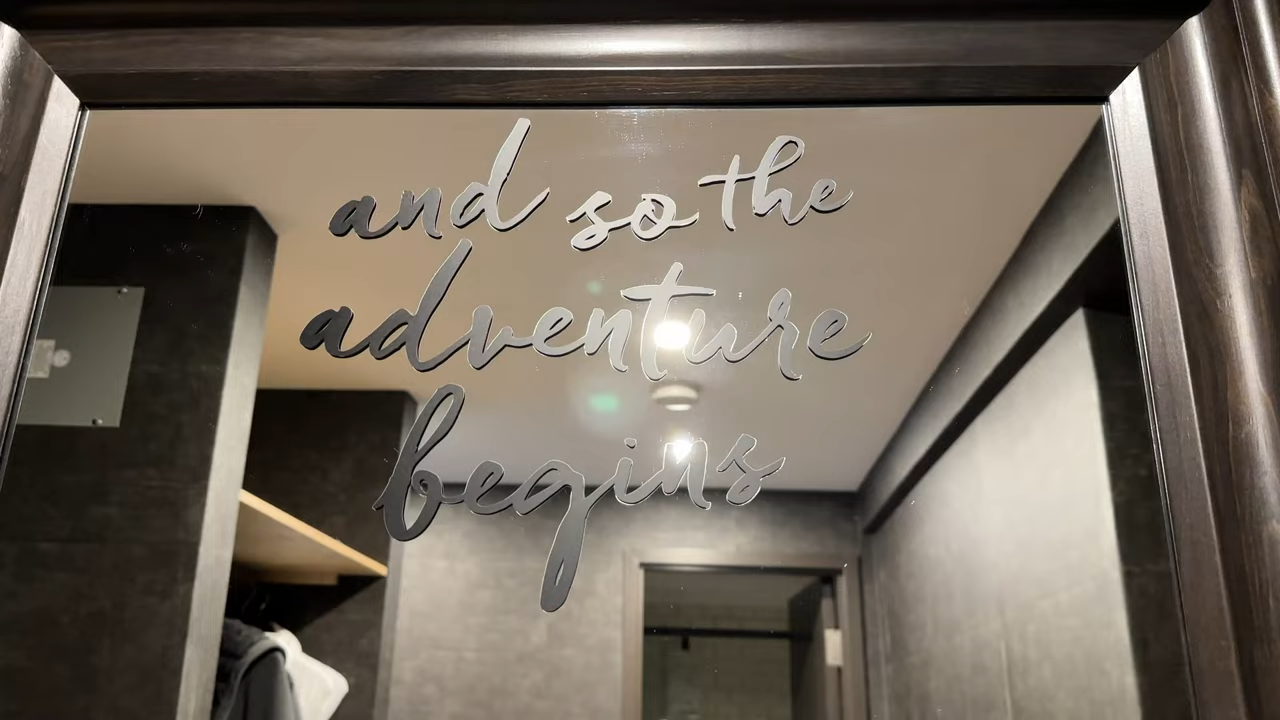 and so the
adventure
begins